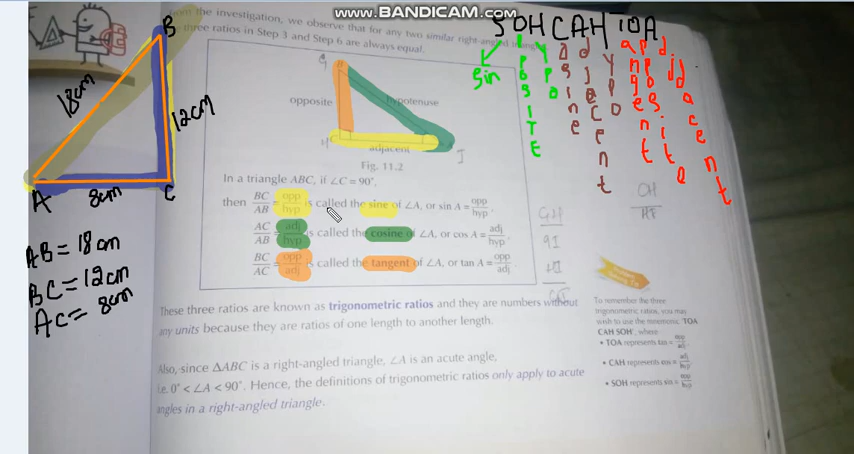 www.BANDICAM.com
from the investigation, we observe that for any two similar right-angled
three ratios in Step 3 and Step 6 are always equal.
SOH CAH TOA
sin
opposite
hypotenuse
adjacent
Fig. 11.2
B
18cm
12cm
A
8cm
C
AB = 18cm
BC = 12cm
AC = 8cm
In a triangle ABC, if ∠C = 90°,
then BC/AB = opp/hyp is called the sine of ∠A, or sin A = opp/hyp,
AC/AB = adj/hyp is called the cosine of ∠A, or cos A = adj/hyp,
BC/AC = opp/adj is called the tangent of ∠A, or tan A = opp/adj.
These three ratios are known as trigonometric ratios and they are numbers without
any units because they are ratios of one length to another length.
Also, since ΔABC is a right-angled triangle, ∠A is an acute angle,
i.e. 0° < ∠A < 90°. Hence, the definitions of trigonometric ratios only apply to acute
angles in a right-angled triangle.
To remember the three
trigonometric ratios, you may
wish to use the mnemonic 'TOA
CAH SOH', where
• TOA represents tan = opp/adj,
• CAH represents cos = adj/hyp,
• SOH represents sin = opp/hyp